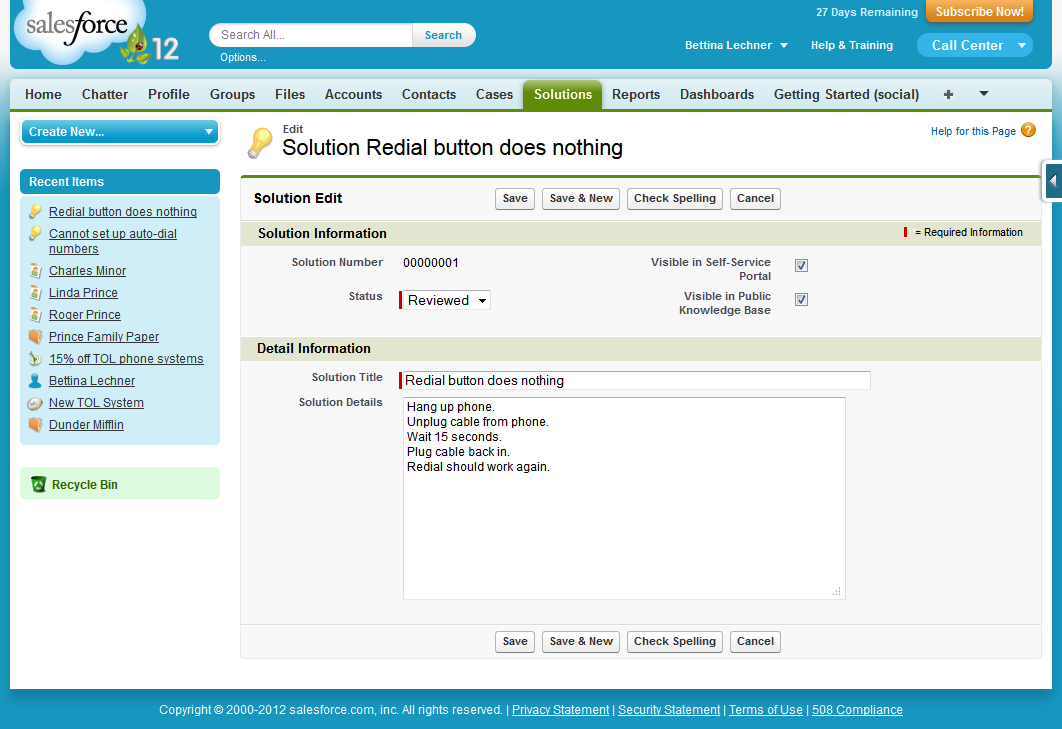 salesforce
12
Search All...
Search
Options...
27 Days Remaining
Subscribe Now!
Bettina Lechner
Help & Training
Call Center
Home Chatter Profile Groups Files Accounts Contacts Cases Solutions Reports Dashboards Getting Started (social) +
Create New...
Recent Items
Redial button does nothing
Cannot set up auto-dial
numbers
Charles Minor
Linda Prince
Roger Prince
Prince Family Paper
15% off TOL phone systems
Bettina Lechner
New TOL System
Dunder Mifflin
Recycle Bin
Edit
Solution Redial button does nothing
Help for this Page ?
Solution Edit
Save Save & New Check Spelling Cancel
Solution Information
= Required Information
Solution Number 00000001
Visible in Self-Service
Portal
Status Reviewed
Visible in Public
Knowledge Base
Detail Information
Solution Title Redial button does nothing
Solution Details
Hang up phone.
Unplug cable from phone.
Wait 15 seconds.
Plug cable back in.
Redial should work again.
Save Save & New Check Spelling Cancel
Copyright © 2000-2012 salesforce.com, inc. All rights reserved. | Privacy Statement | Security Statement | Terms of Use | 508 Compliance